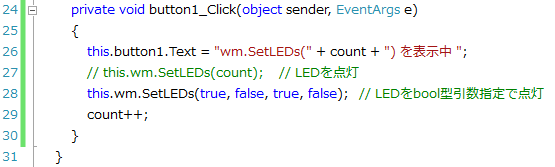 24 private void button1_Click(object sender, EventArgs e)
25 {
26 this.button1.Text = "wm.SetLEDs(" + count + ") を表示中 ";
27 // this.wm.SetLEDs(count); // LEDを点灯
28 this.wm.SetLEDs(true, false, true, false); // LEDをbool型引数指定で点灯
29 count++;
30 }
31 }